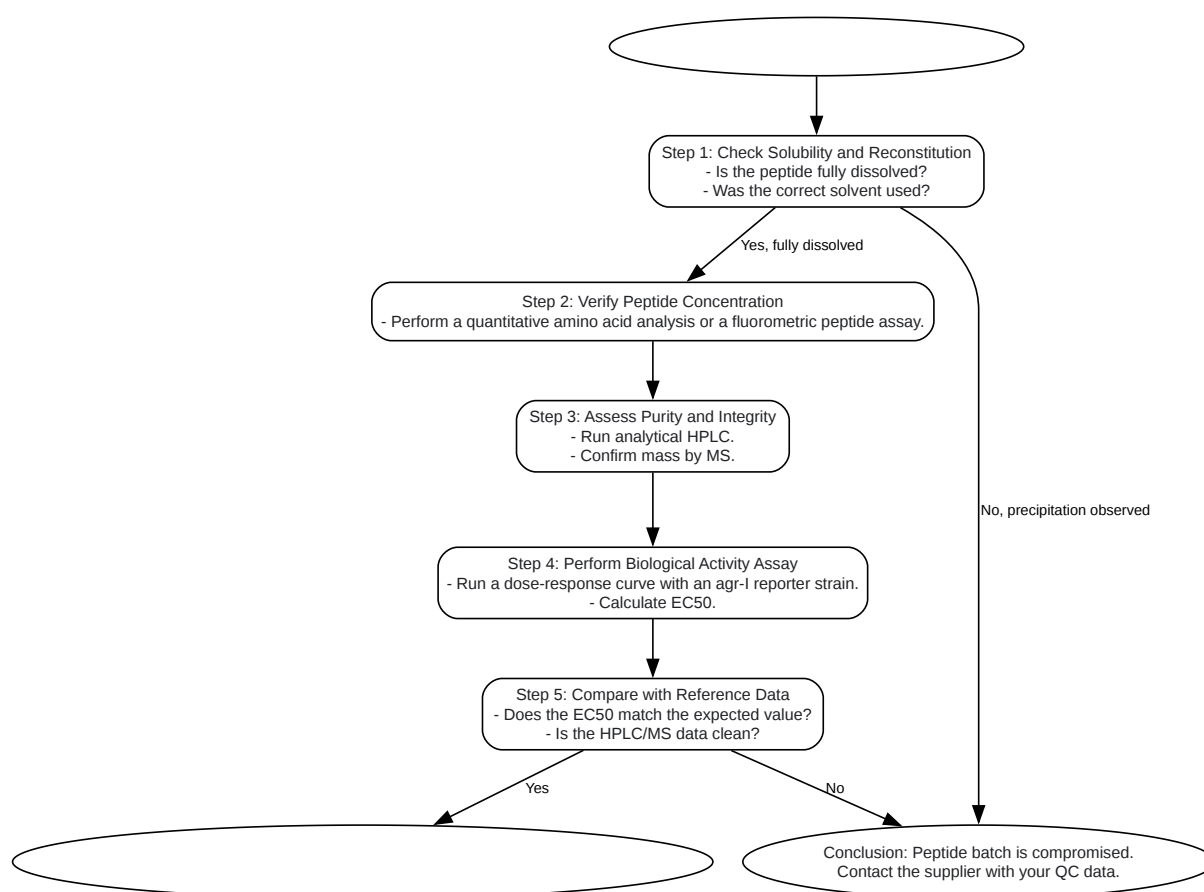 Step 1: Check Solubility and Reconstitution
- Is the peptide fully dissolved?
- Was the correct solvent used?
Yes, fully dissolved
Step 2: Verify Peptide Concentration
- Perform a quantitative amino acid analysis or a fluorometric peptide assay.
Step 3: Assess Purity and Integrity
- Run analytical HPLC.
- Confirm mass by MS.
No, precipitation observed
Step 4: Perform Biological Activity Assay
- Run a dose-response curve with an agr-I reporter strain.
- Calculate EC50.
Step 5: Compare with Reference Data
- Does the EC50 match the expected value?
- Is the HPLC/MS data clean?
Yes
No
Conclusion: Peptide batch is compromised.
Contact the supplier with your QC data.